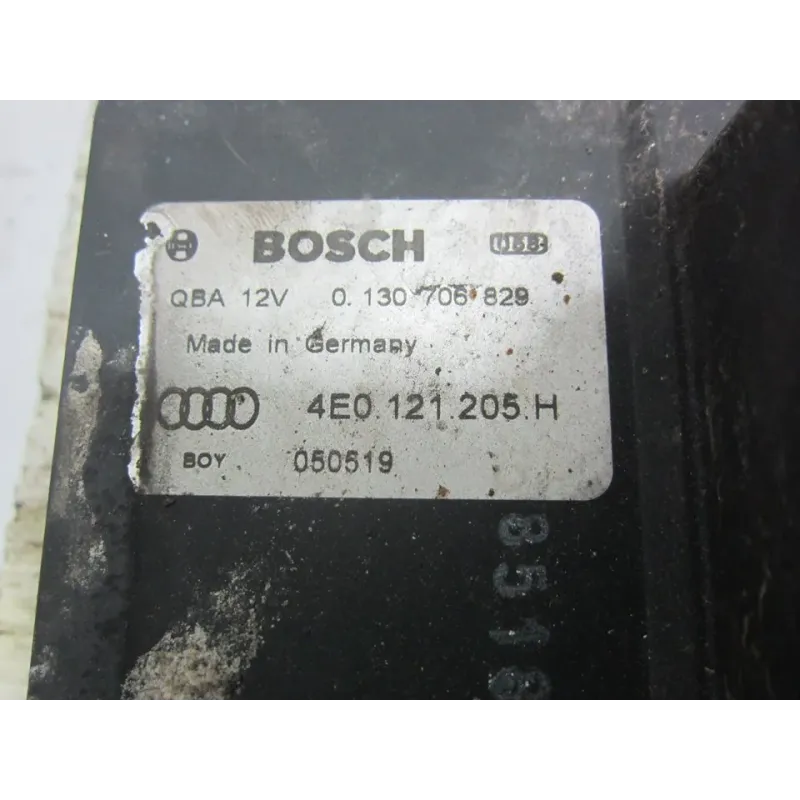 BOSCH
QBA 12V 0.130 706 829
Made in Germany
4E0.121.205.H
BOY 050519